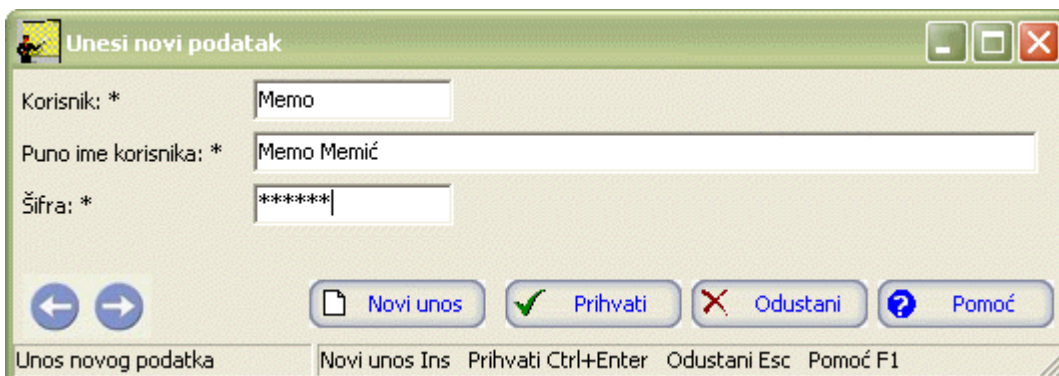 Unesi novi podatak
Korisnik: * Memo
Puno ime korisnika: * Memo Memić
Šifra: * ******
Novi unos Prihvati Odustani Pomoć
Unos novog podatka Novi unos Ins Prihvati Ctrl+Enter Odustani Esc Pomoć F1